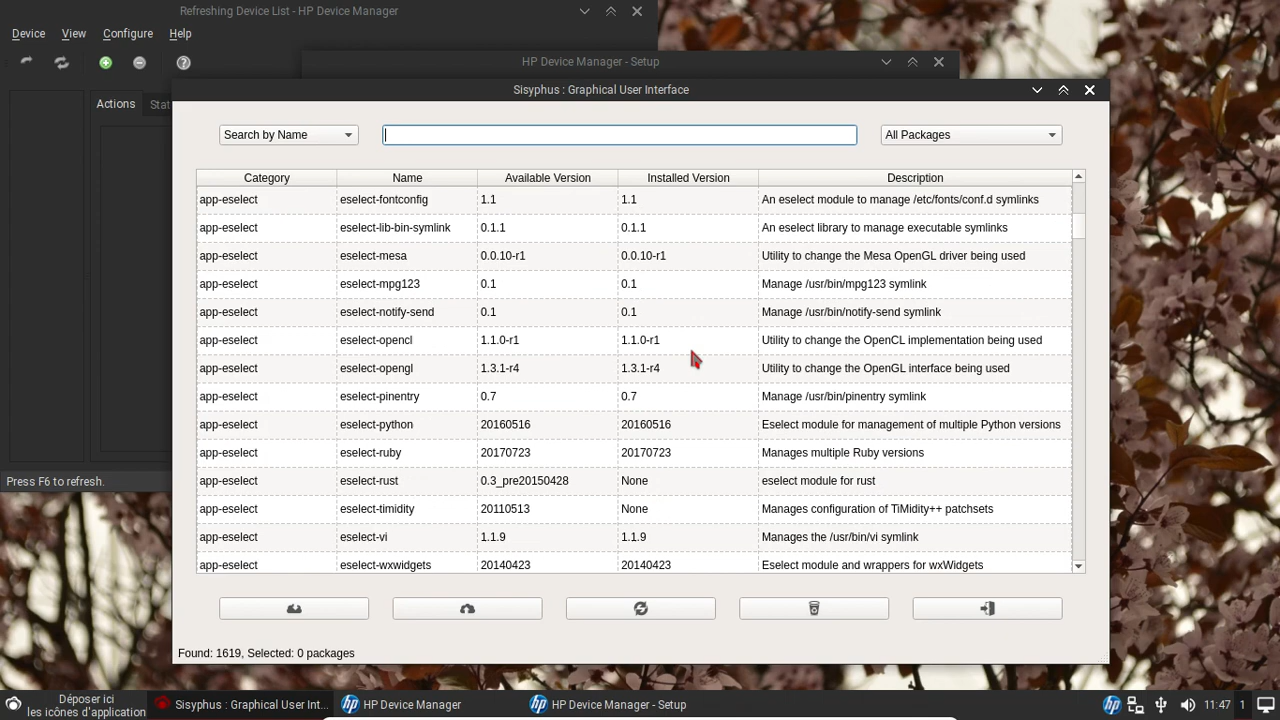 Refreshing Device List - HP Device Manager
Device View Configure Help
HP Device Manager - Setup
Actions
Stat
Press F6 to refresh.
Sisyphus : Graphical User Interface
Search by Name
All Packages
Category Name Available Version Installed Version Description
app-eselect eselect-fontconfig 1.1 1.1 An eselect module to manage /etc/fonts/conf.d symlinks
app-eselect eselect-lib-bin-symlink 0.1.1 0.1.1 An eselect library to manage executable symlinks
app-eselect eselect-mesa 0.0.10-r1 0.0.10-r1 Utility to change the Mesa OpenGL driver being used
app-eselect eselect-mpg123 0.1 0.1 Manage /usr/bin/mpg123 symlink
app-eselect eselect-notify-send 0.1 0.1 Manage /usr/bin/notify-send symlink
app-eselect eselect-opencl 1.1.0-r1 1.1.0-r1 Utility to change the OpenCL implementation being used
app-eselect eselect-opengl 1.3.1-r4 1.3.1-r4 Utility to change the OpenGL interface being used
app-eselect eselect-pinentry 0.7 0.7 Manage /usr/bin/pinentry symlink
app-eselect eselect-python 20160516 20160516 Eselect module for management of multiple Python versions
app-eselect eselect-ruby 20170723 20170723 Manages multiple Ruby versions
app-eselect eselect-rust 0.3_pre20150428 None eselect module for rust
app-eselect eselect-timidity 20110513 None Manages configuration of TiMidity++ patchsets
app-eselect eselect-vi 1.1.9 1.1.9 Manages the /usr/bin/vi symlink
app-eselect eselect-wxwidgets 20140423 20140423 Eselect module and wrappers for wxWidgets
Found: 1619, Selected: 0 packages
Déposer ici
les icônes d'application
Sisyphus : Graphical User Int...
hp HP Device Manager
hp HP Device Manager - Setup
hp 11:47 1